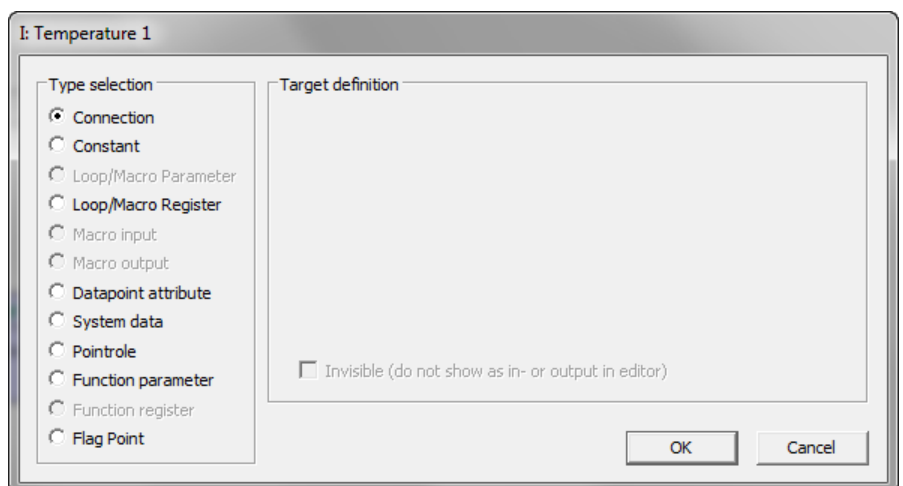 I: Temperature 1
Type selection
Connection
Constant
Loop/Macro Parameter
Loop/Macro Register
Macro input
Macro output
Datapoint attribute
System data
Pointrole
Function parameter
Function register
Flag Point
Target definition
Invisible (do not show as in- or output in editor)
OK
Cancel